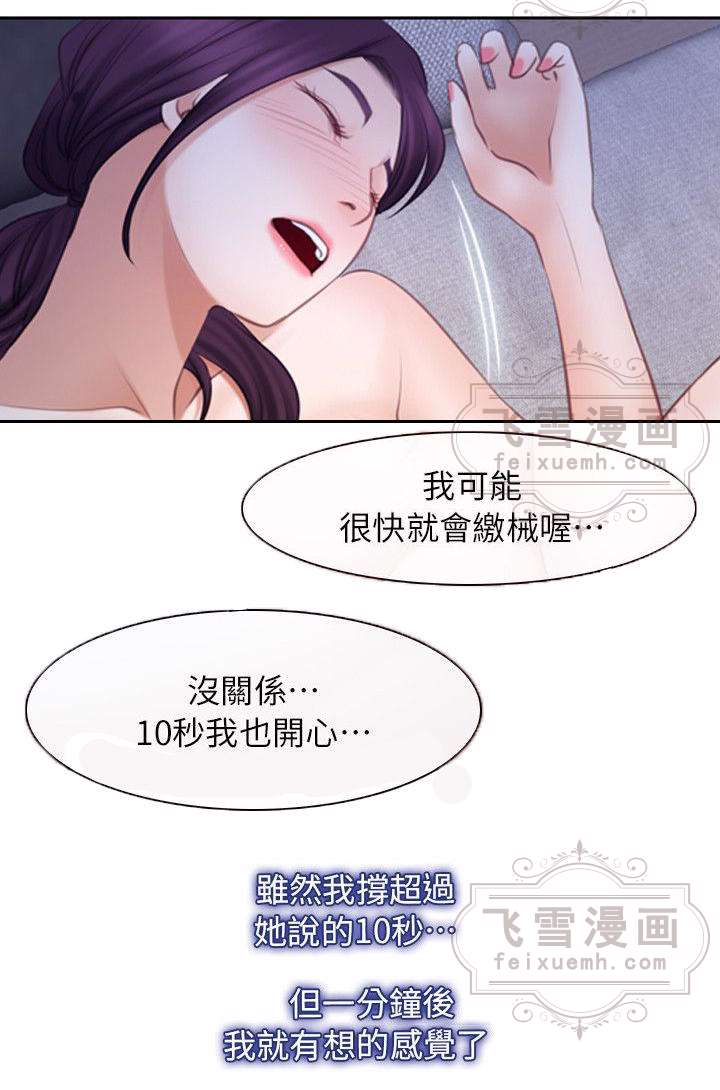 飞雪漫画
feixuemh.com
我可能
很快就會繳械喔⋯
沒關係⋯
10秒我也開心⋯
雖然我撐超過
她說的10秒⋯
飞雪漫画
feixuemh.com
但一分鐘後
我就有想的感覺了